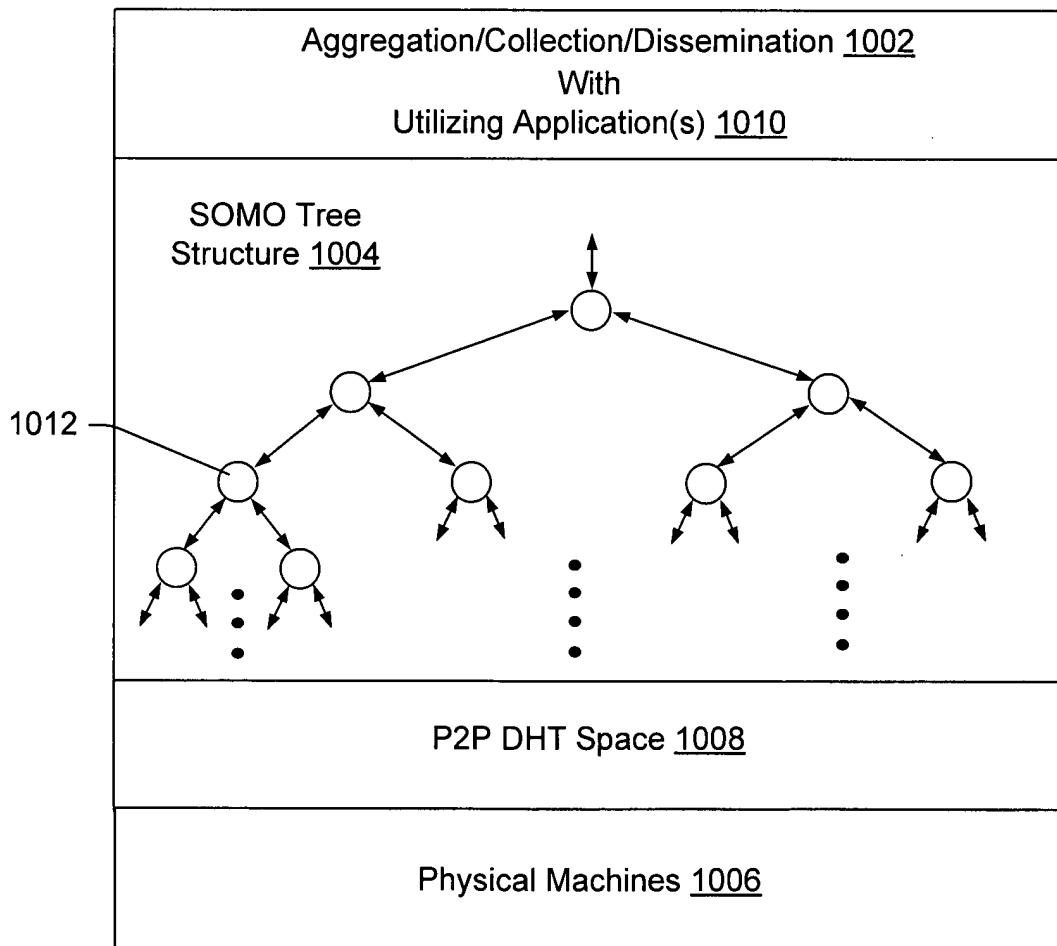 Aggregation/Collection/Dissemination 1002
With
Utilizing Application(s) 1010
SOMO Tree
Structure 1004
1012
P2P DHT Space 1008
Physical Machines 1006